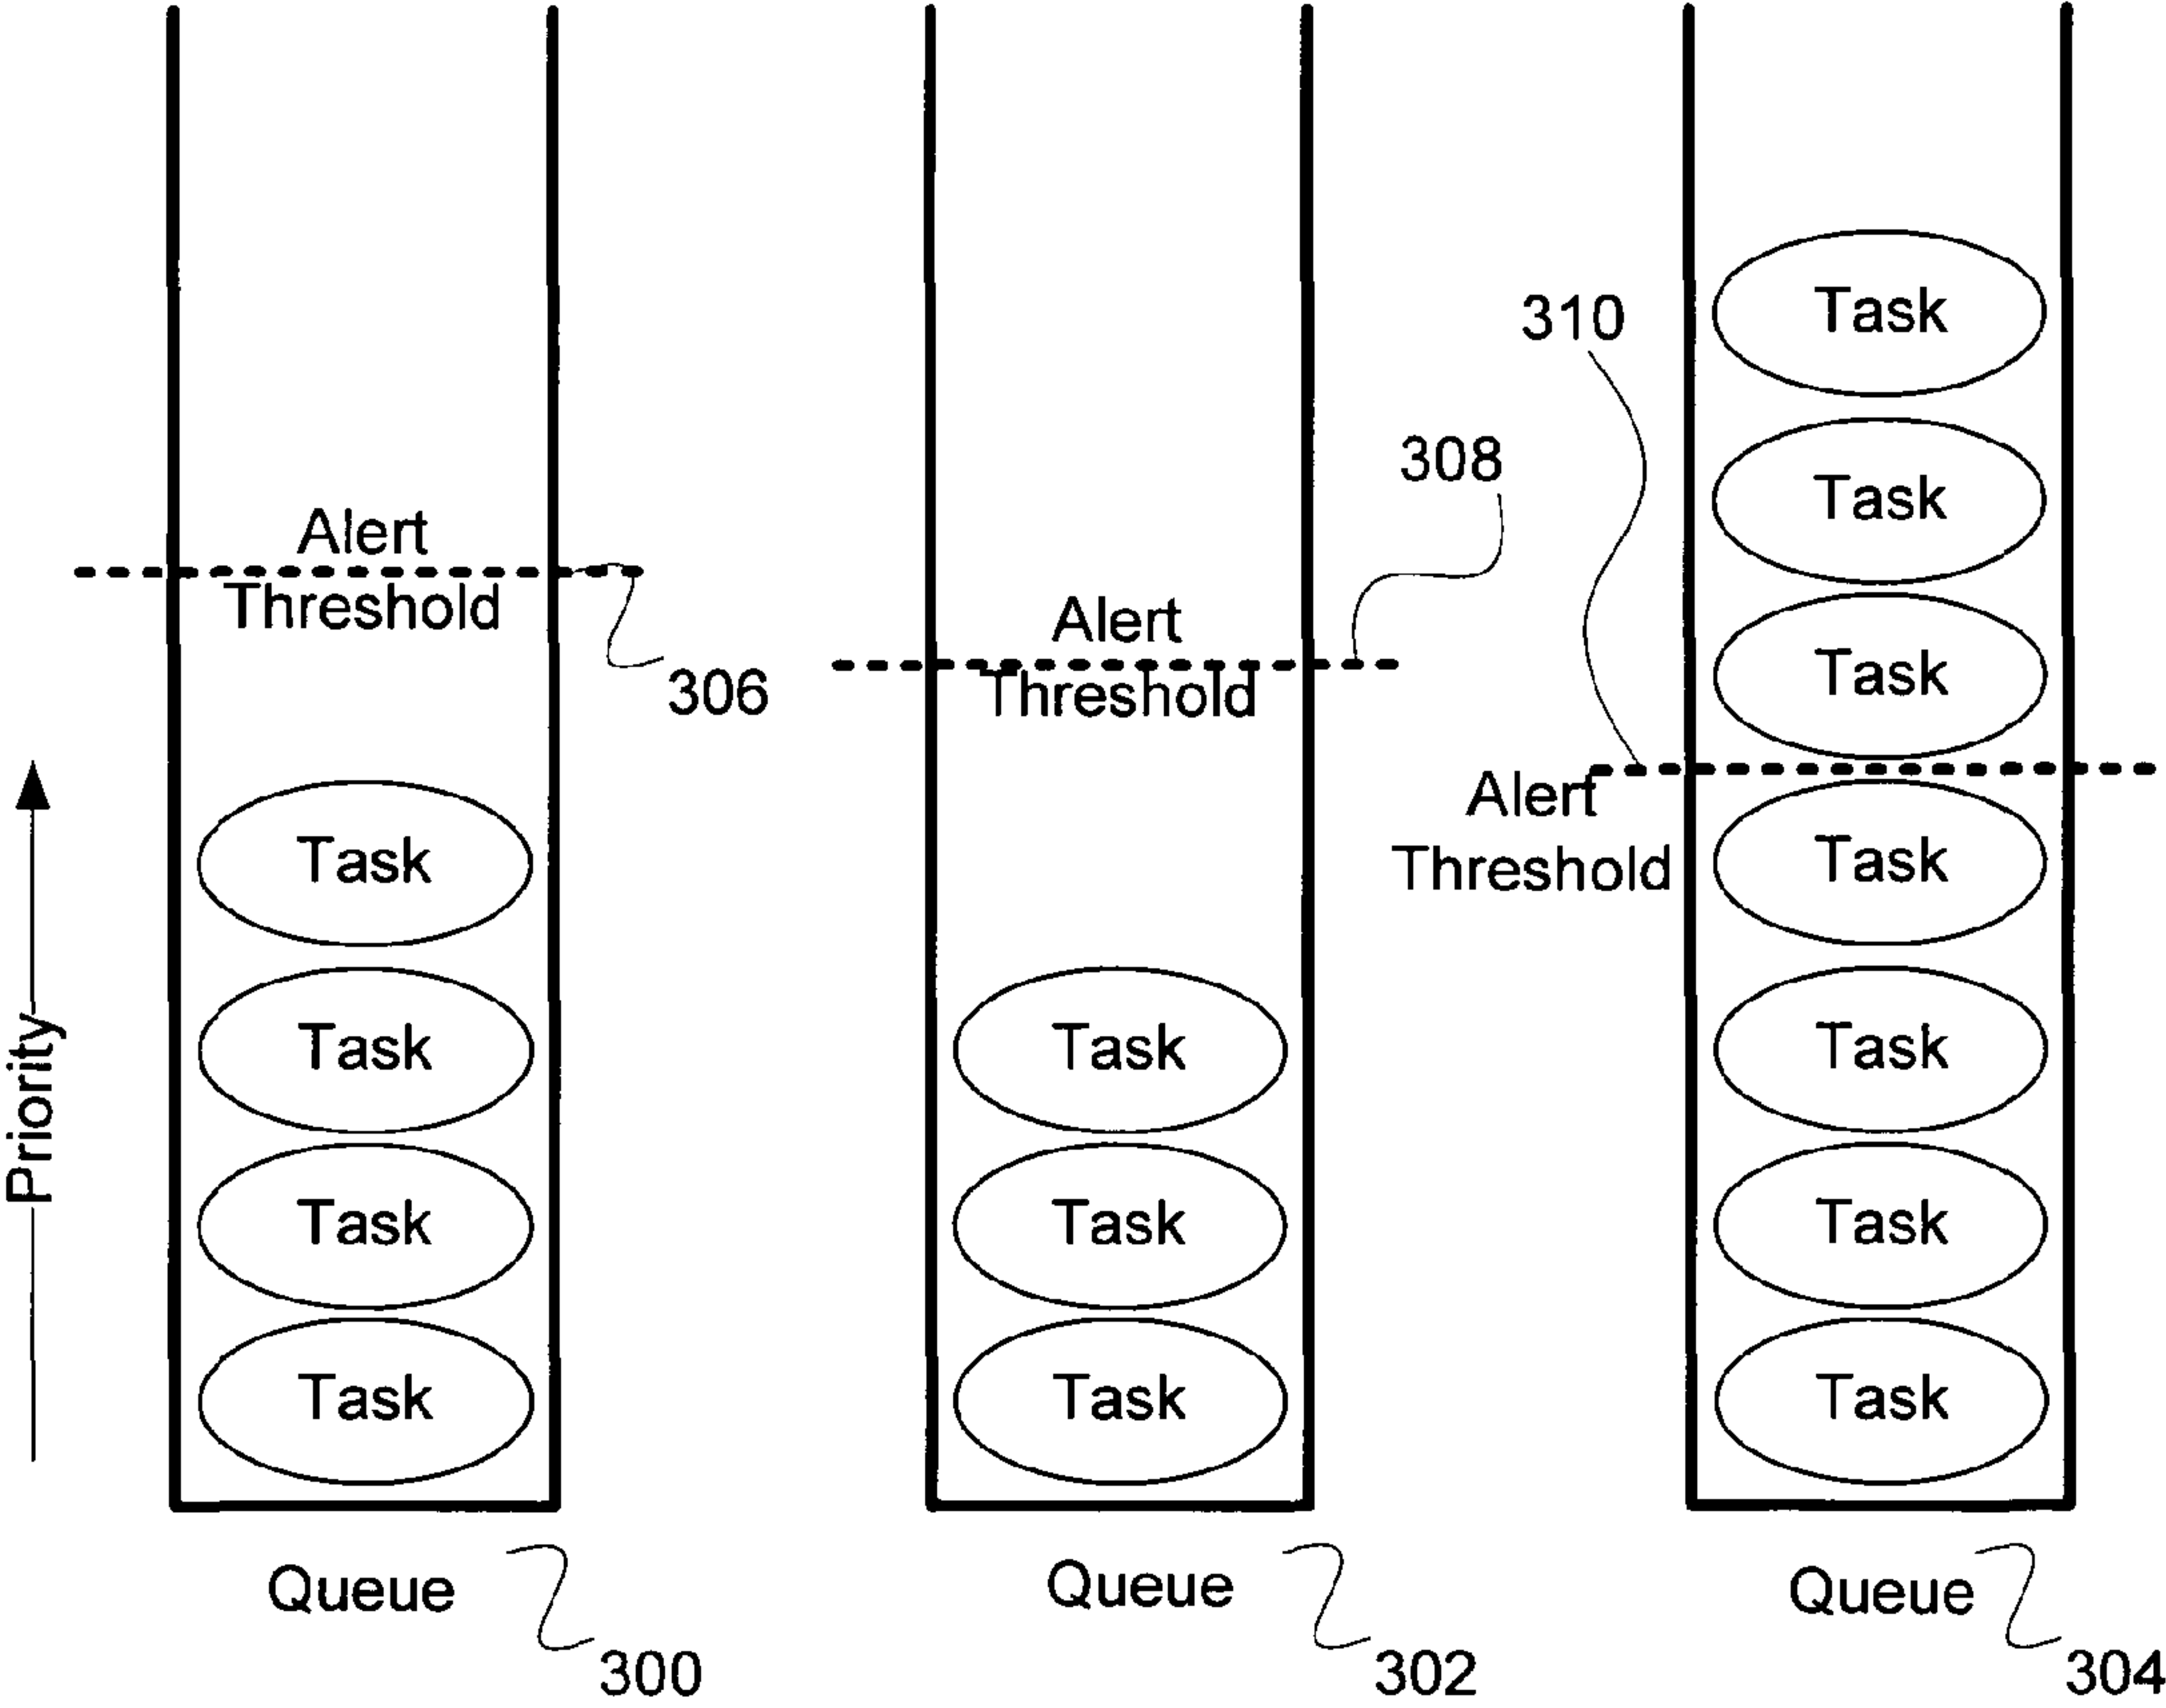 Task
310
Task
308
Alert
Threshold
Alert
Threshold
Task
306
Alert
Threshold
Task
Task
Priority
Task
Task
Task
Task
Task
Task
Task
Task
Task
Queue
Queue
Queue
300
302
304